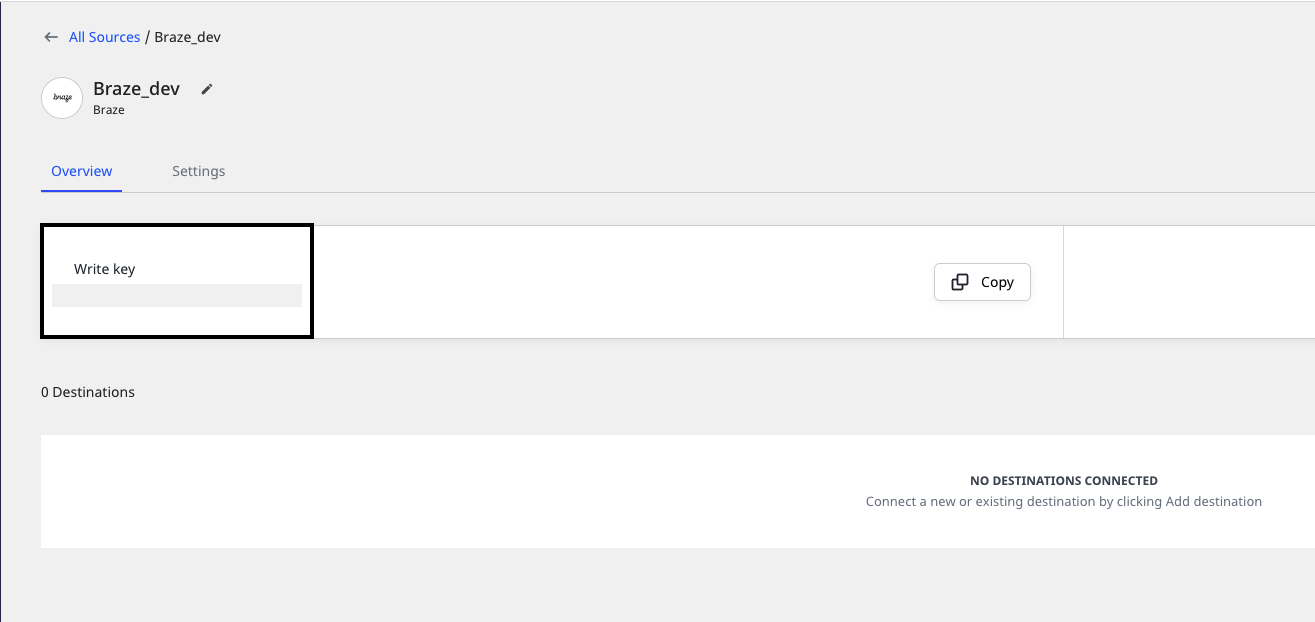 ← All Sources / Braze_dev
braze
Braze_dev
Braze
Overview Settings
Write key
Copy
0 Destinations
NO DESTINATIONS CONNECTED
Connect a new or existing destination by clicking Add destination